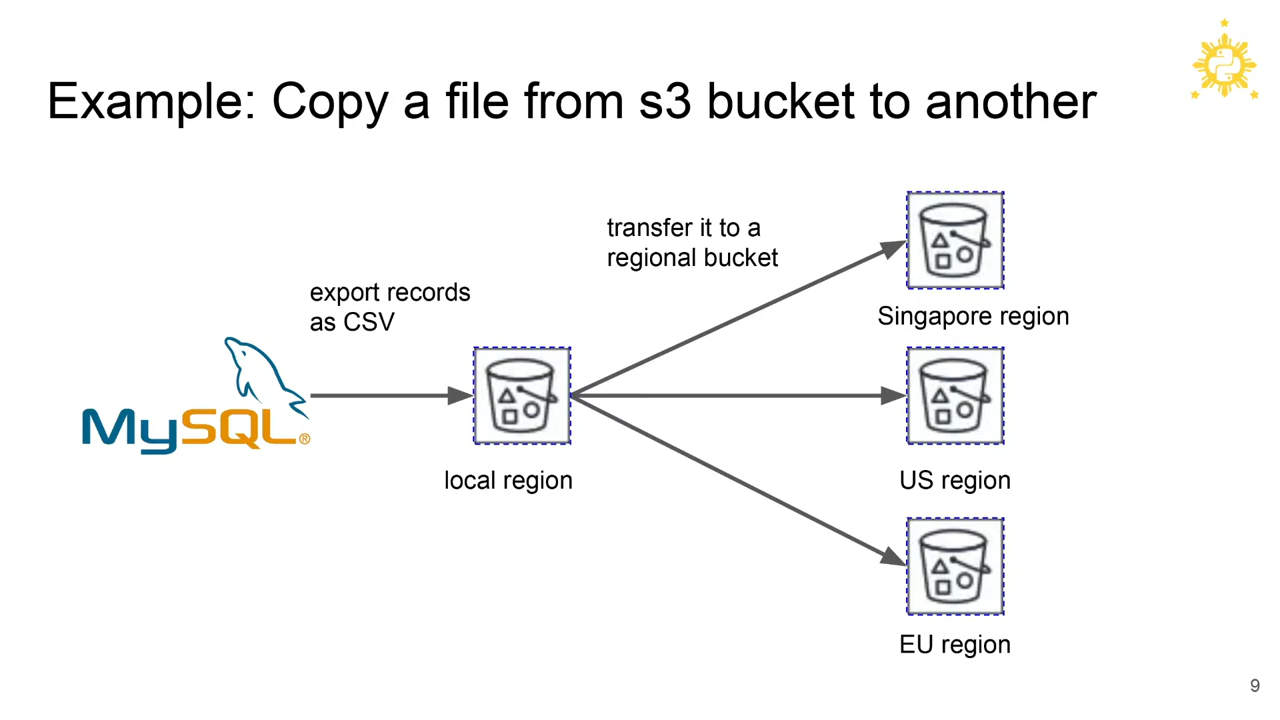 Example: Copy a file from s3 bucket to another
transfer it to a
regional bucket
export records
as CSV
Singapore region
MySQL®
local region
US region
EU region
9